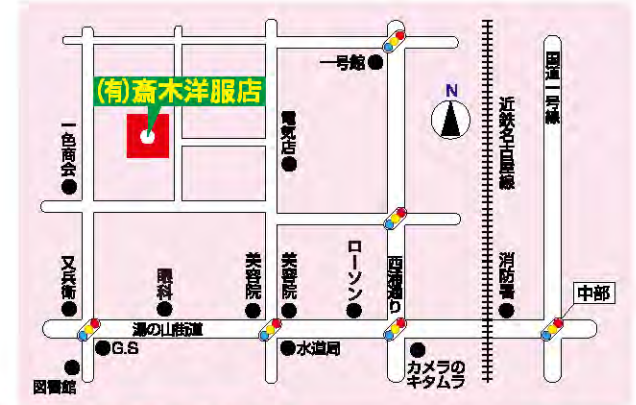 一号館
(有)斎木洋服店
N
国道一号線
近鉄名古屋線
電気店
一色商会
又兵衛
眼科
美容院
美容院
ローソン
西浦通り
消防署
中部
湯の山街道
G.S
水道局
カメラの
キタムラ
図書館